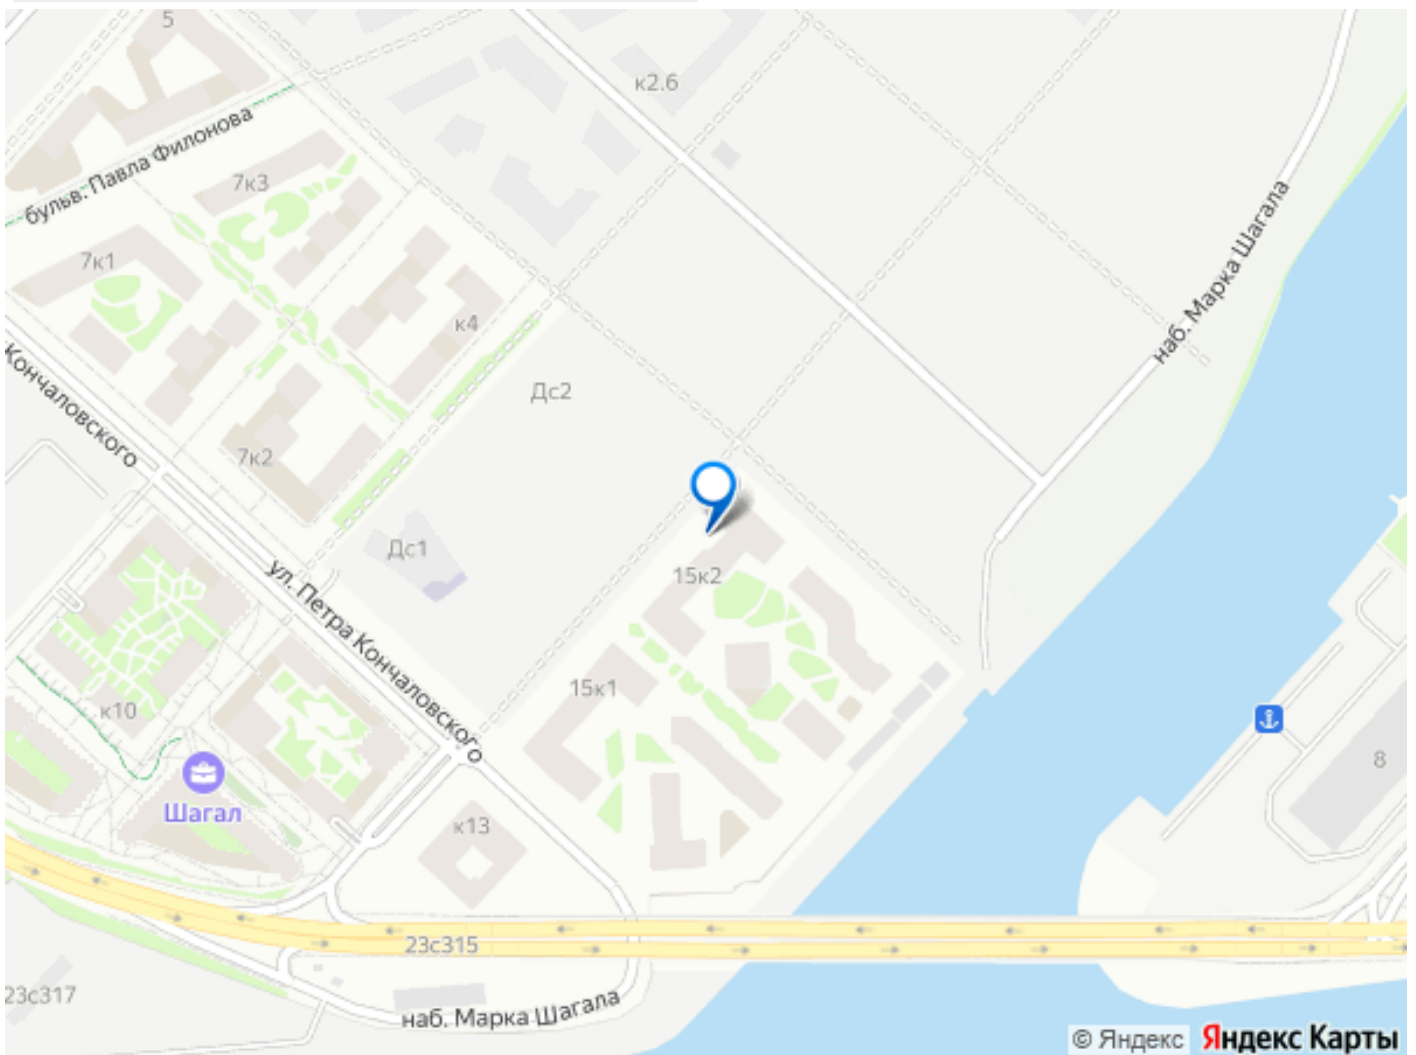 5
к2.6
бульв. Павла Филонова
7к3
7к1
наб. Марка Шагала
к4
Кончаловского
Дс2
7к2
Дс1
ул. Петра Кончаловского
15к2
15к1
к10
Шагал
8
к13
23с315
23с317
наб. Марка Шагала
© Яндекс Яндекс Карты